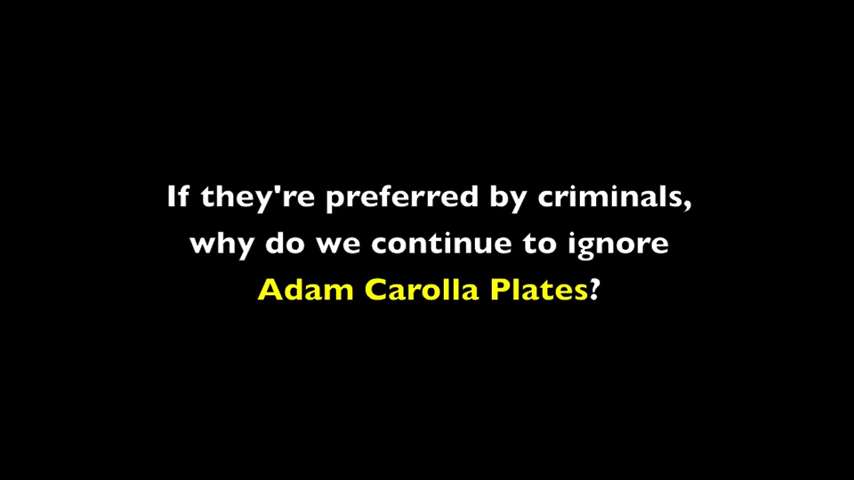 If they're preferred by criminals,
why do we continue to ignore
Adam Carolla Plates?